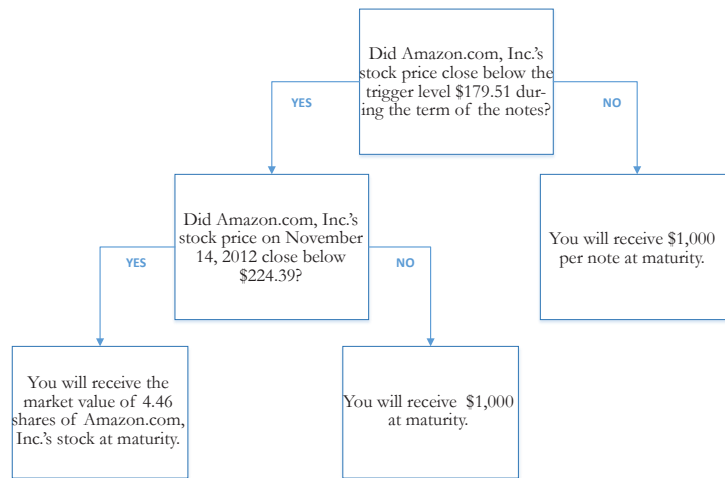 Did Amazon.com, Inc.'s
stock price close below the
trigger level $179.51 dur-
ing the term of the notes?
YES
NO
Did Amazon.com, Inc.'s
stock price on November
14, 2012 close below
$224.39?
You will receive $1,000
per note at maturity.
YES
NO
You will receive the
market value of 4.46
shares of Amazon.com,
Inc.'s stock at maturity.
You will receive $1,000
at maturity.